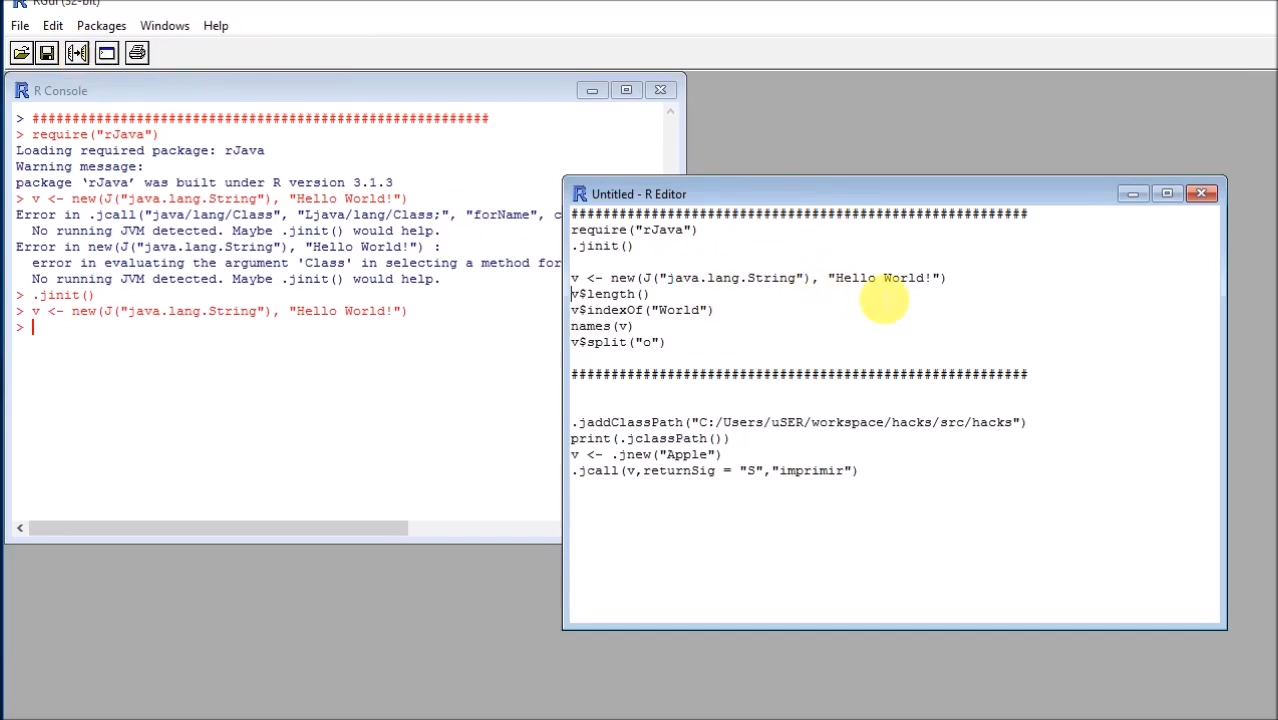 RGui (32-bit)
File Edit Packages Windows Help
R Console
> #########################################################
> require("rJava")
Loading required package: rJava
Warning message:
package ‘rJava’ was built under R version 3.1.3
> v <- new(J("java.lang.String"), "Hello World!")
Error in .jcall("java/lang/Class", "Ljava/lang/Class;", "forName", c
  No running JVM detected. Maybe .jinit() would help.
Error in new(J("java.lang.String"), "Hello World!") :
  error in evaluating the argument 'Class' in selecting a method for
  No running JVM detected. Maybe .jinit() would help.
> .jinit()
> v <- new(J("java.lang.String"), "Hello World!")
>
Untitled - R Editor
#########################################################
require("rJava")
.jinit()
v <- new(J("java.lang.String"), "Hello World!")
v$length()
v$indexOf("World")
names(v)
v$split("o")
#########################################################
.jaddClassPath("C:/Users/uSER/workspace/hacks/src/hacks")
print(.jclassPath())
v <- .jnew("Apple")
.jcall(v,returnSig = "S","imprimir")